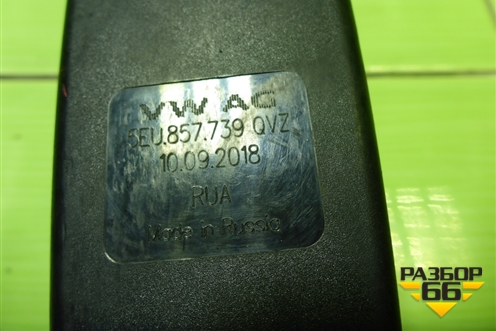 VW AG
5EU.857.739 QVZ
10.09.2018
RUA
Made in Russia
РАЗБОР
66